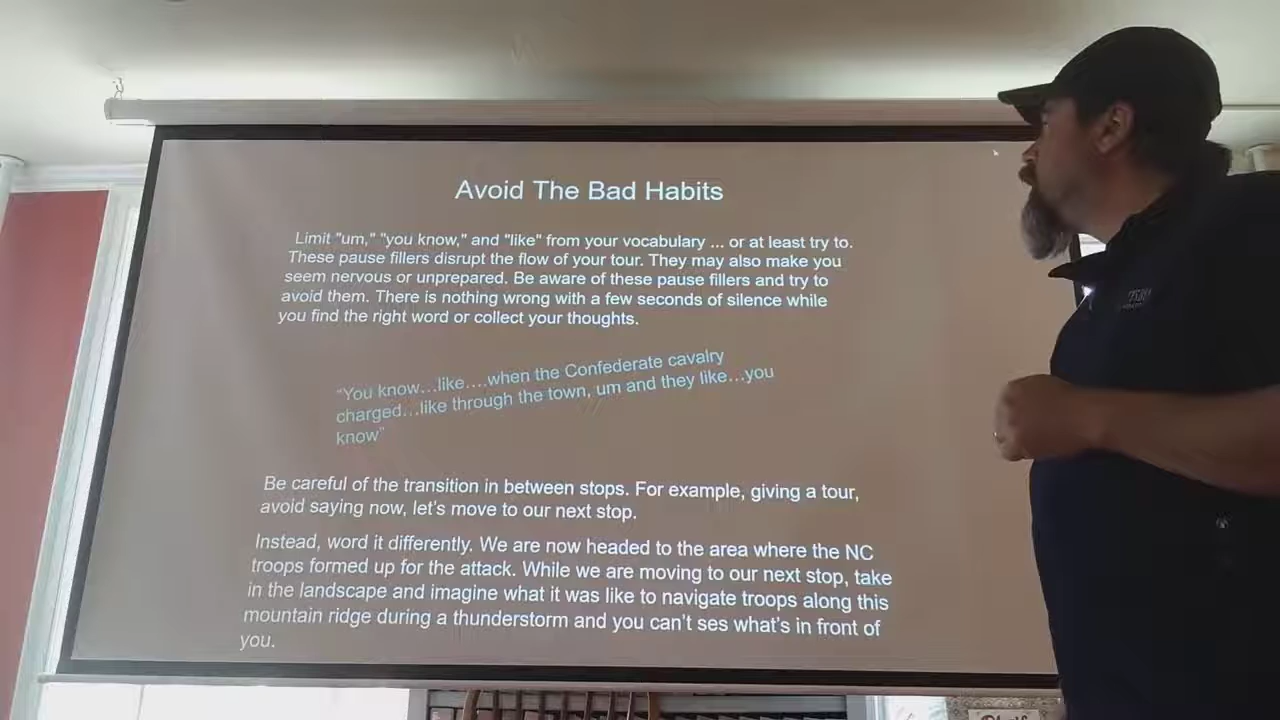 Avoid The Bad Habits
Limit "um," "you know," and "like" from your vocabulary ... or at least try to.
These pause fillers disrupt the flow of your tour. They may also make you
seem nervous or unprepared. Be aware of these pause fillers and try to
avoid them. There is nothing wrong with a few seconds of silence while
you find the right word or collect your thoughts.
“You know…like….when the Confederate cavalry
charged…like through the town, um and they like…you
know”
Be careful of the transition in between stops. For example, giving a tour,
avoid saying now, let’s move to our next stop.
Instead, word it differently. We are now headed to the area where the NC
troops formed up for the attack. While we are moving to our next stop, take
in the landscape and imagine what it was like to navigate troops along this
mountain ridge during a thunderstorm and you can’t ses what’s in front of
you.